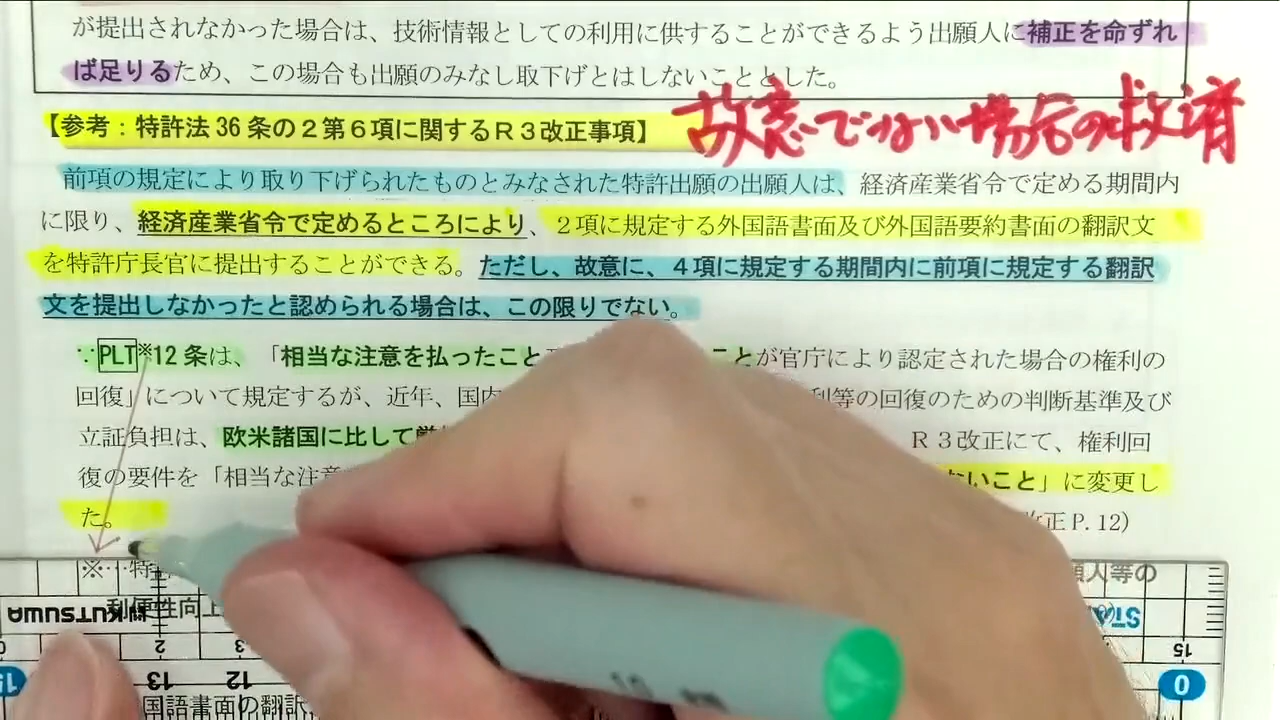 が提出されなかった場合は、技術情報としての利用に供することができるよう出願人に補正を命ずれ
ば足りるため、この場合も出願のみなし取下げとはしないこととした。
【参考：特許法36条の２第６項に関するＲ３改正事項】
故意でない場合の救済
前項の規定により取り下げられたものとみなされた特許出願の出願人は、経済産業省令で定める期間内
に限り、経済産業省令で定めるところにより、２項に規定する外国語書面及び外国語要約書面の翻訳文
を特許庁長官に提出することができる。ただし、故意に、４項に規定する期間内に前項に規定する翻訳
文を提出しなかったと認められる場合は、この限りでない。
∵PLT※12条は、「相当な注意を払ったこと ことが官庁により認定された場合の権利の
回復」について規定するが、近年、国内 利等の回復のための判断基準及び
立証負担は、欧米諸国に比して Ｒ３改正にて、権利回
復の要件を「相当な注意 ないこと」に変更し
た。 改正P.12）
※…特 願人等の
利便性向上
KUTSUWA
STA
15
0
2
3
13
12
15
国語書面の翻訳